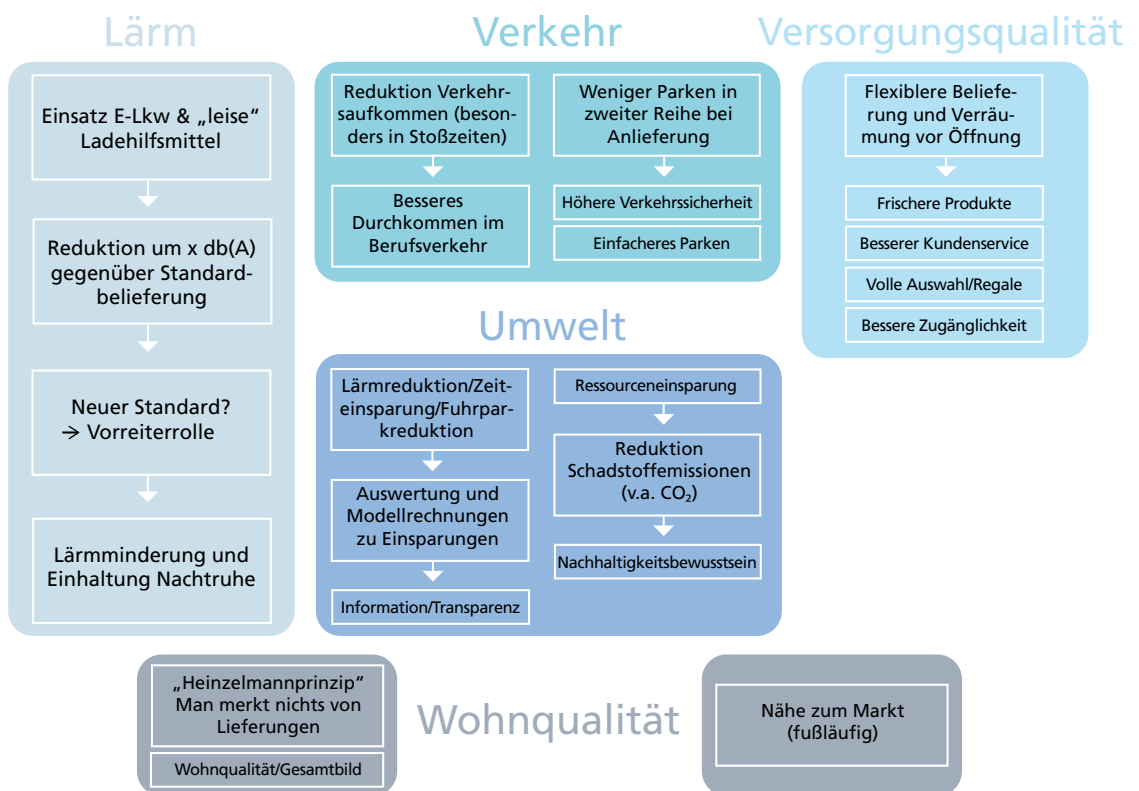 Lärm
Einsatz E-Lkw & „leise“
Ladehilfsmittel
Reduktion um x db(A)
gegenüber Standard-
belieferung
Neuer Standard?
→ Vorreiterrolle
Lärmminderung und
Einhaltung Nachtruhe
Verkehr
Reduktion Verkehr-
saufkommen (beson-
ders in Stoßzeiten)
Besseres
Durchkommen im
Berufsverkehr
Weniger Parken in
zweiter Reihe bei
Anlieferung
Höhere Verkehrssicherheit
Einfacheres Parken
Versorgungsqualität
Flexiblere Beliefe-
rung und Verräu-
mung vor Öffnung
Frischere Produkte
Besserer Kundenservice
Volle Auswahl/Regale
Bessere Zugänglichkeit
Umwelt
Lärmreduktion/Zeit-
einsparung/Fuhrpar-
kreduktion
Auswertung und
Modellrechnungen
zu Einsparungen
Information/Transparenz
Ressourceneinsparung
Reduktion
Schadstoffemissionen
(v.a. CO₂)
Nachhaltigkeitsbewusstsein
„Heinzelmannprinzip“
Man merkt nichts von
Lieferungen
Wohnqualität/Gesamtbild
Wohnqualität
Nähe zum Markt
(fußläufig)